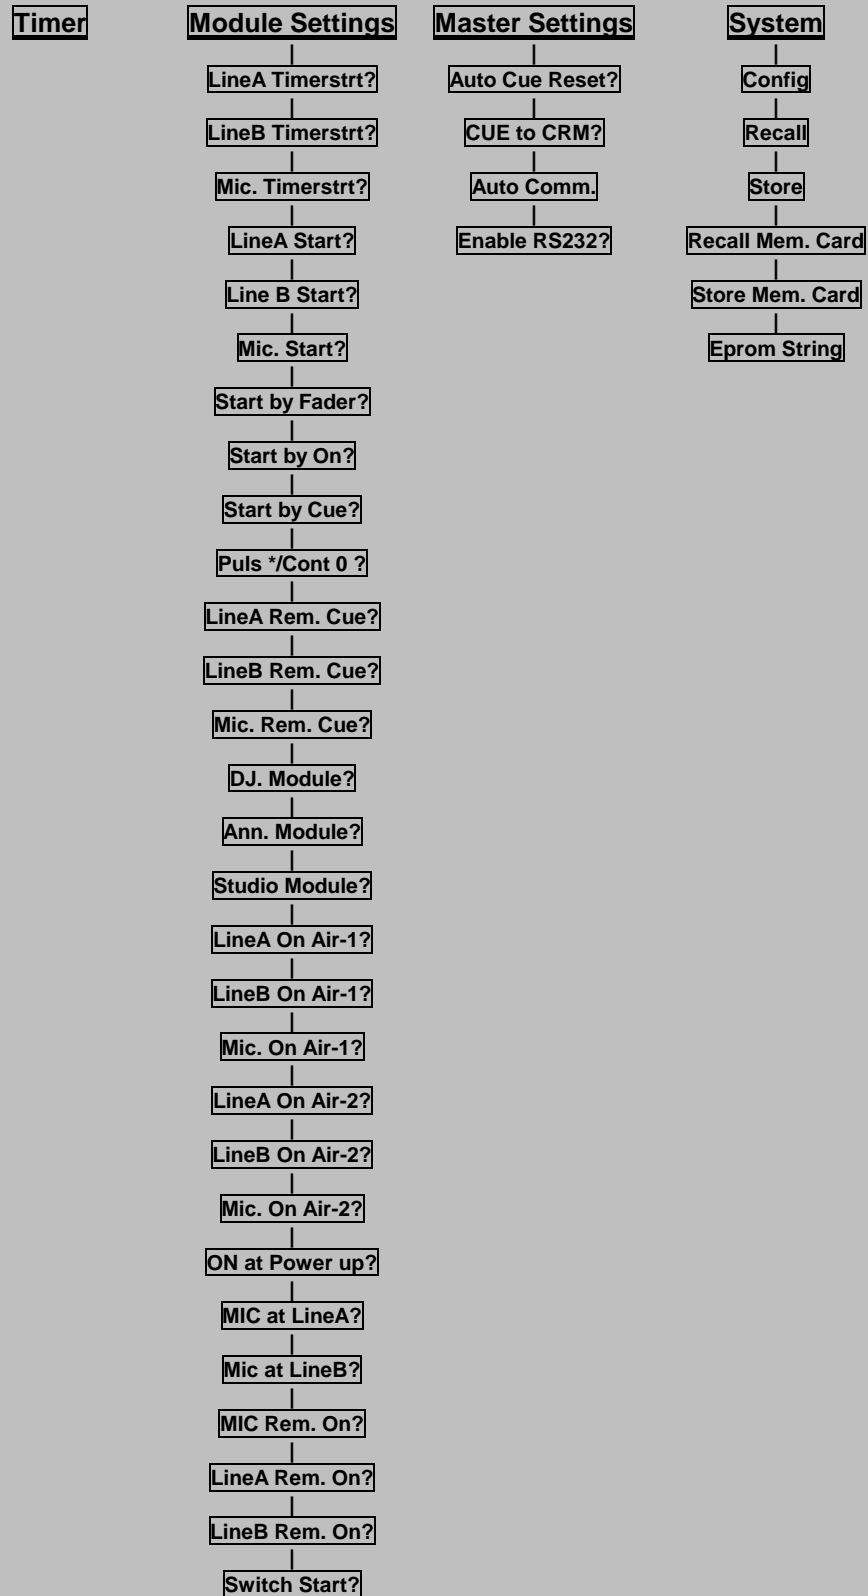 Timer
Module Settings
LineA Timerstrt?
LineB Timerstrt?
Mic. Timerstrt?
LineA Start?
Line B Start?
Mic. Start?
Start by Fader?
Start by On?
Start by Cue?
Puls */Cont 0 ?
LineA Rem. Cue?
LineB Rem. Cue?
Mic. Rem. Cue?
DJ. Module?
Ann. Module?
Studio Module?
LineA On Air-1?
LineB On Air-1?
Mic. On Air-1?
LineA On Air-2?
LineB On Air-2?
Mic. On Air-2?
ON at Power up?
MIC at LineA?
Mic at LineB?
MIC Rem. On?
LineA Rem. On?
LineB Rem. On?
Switch Start?
Master Settings
Auto Cue Reset?
CUE to CRM?
Auto Comm.
Enable RS232?
System
Config
Recall
Store
Recall Mem. Card
Store Mem. Card
Eprom String